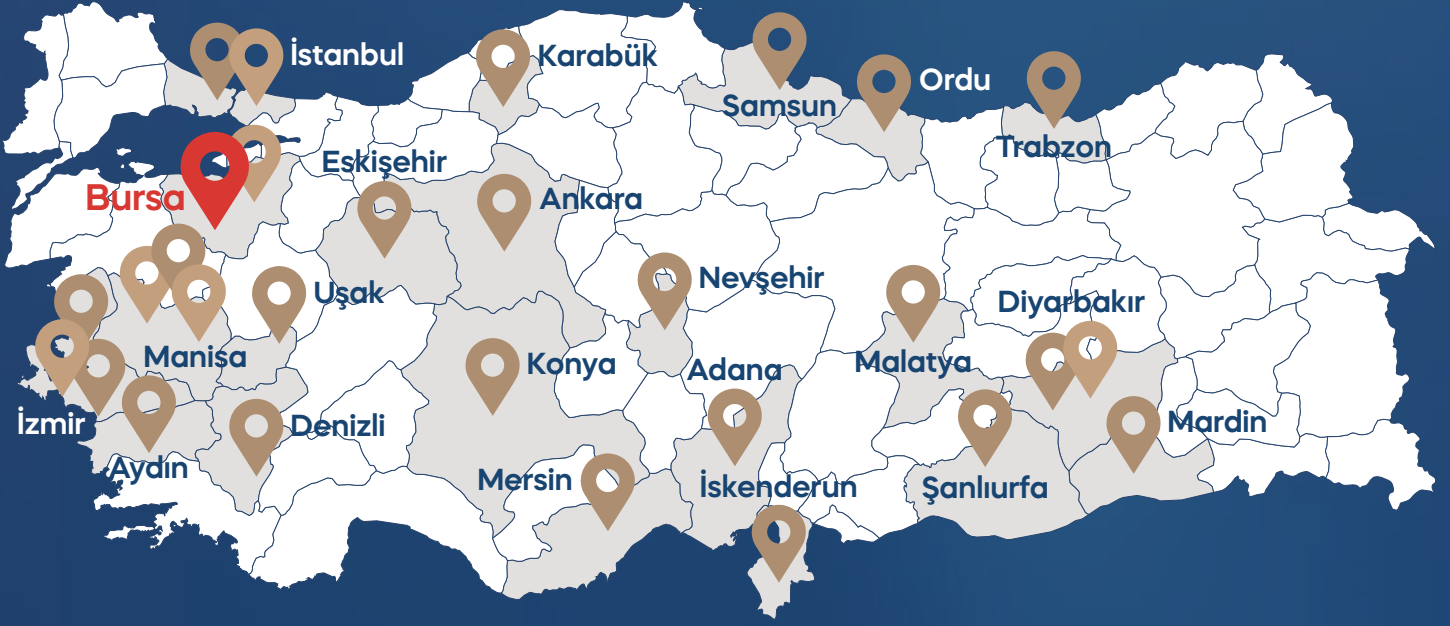 İstanbul
Karabük
Samsun
Ordu
Trabzon
Eskişehir
Bursa
Ankara
Uşak
Nevşehir
Diyarbakır
Manisa
Konya
Adana
Malatya
İzmir
Denizli
Mardin
Aydın
Mersin
İskenderun
Şanlıurfa